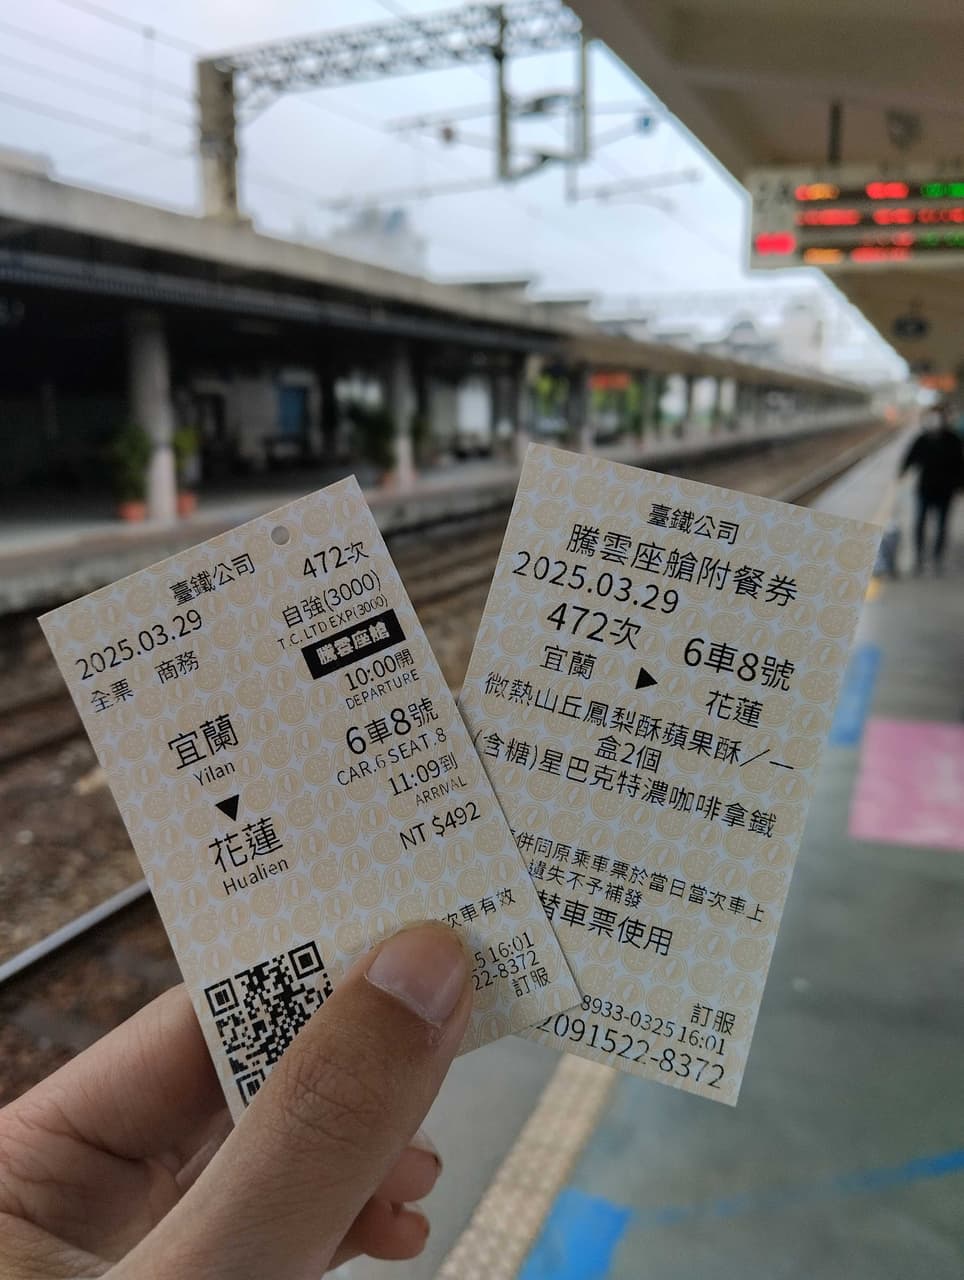 臺鐵公司
472次
2025.03.29
自強(3000)
T.C. LTD EXP(3000)
全票 商務
騰雲座艙
10:00開
DEPARTURE
宜蘭
Yilan
6車8號
CAR.6 SEAT.8
11:09到
ARRIVAL
花蓮
Hualien
NT $492
次車有效
5 16:01
22-8372
訂服
臺鐵公司
騰雲座艙附餐券
2025.03.29
472次
6車8號
宜蘭 ▶ 花蓮
微熱山丘鳳梨酥蘋果酥／一
盒2個
(含糖)星巴克特濃咖啡拿鐵
併同原乘車票於當日當次車上
遺失不予補發
替車票使用
訂服
8933-0325 16:01
2091522-8372